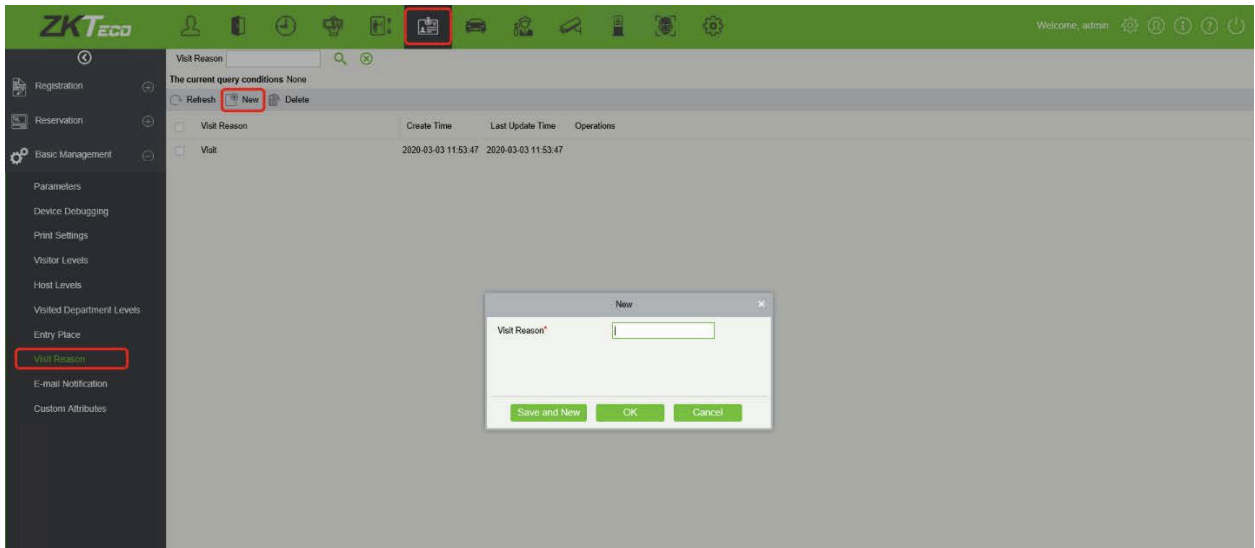 ZKTECO
Welcome, admin
Visit Reason
The current query conditions None
Refresh New Delete
Visit Reason Create Time Last Update Time Operations
Visit 2020-03-03 11:53:47 2020-03-03 11:53:47
Registration
Reservation
Basic Management
Parameters
Device Debugging
Print Settings
Visitor Levels
Host Levels
Visited Department Levels
Entry Place
Visit Reason
E-mail Notification
Custom Attributes
New
Visit Reason*
Save and New OK Cancel